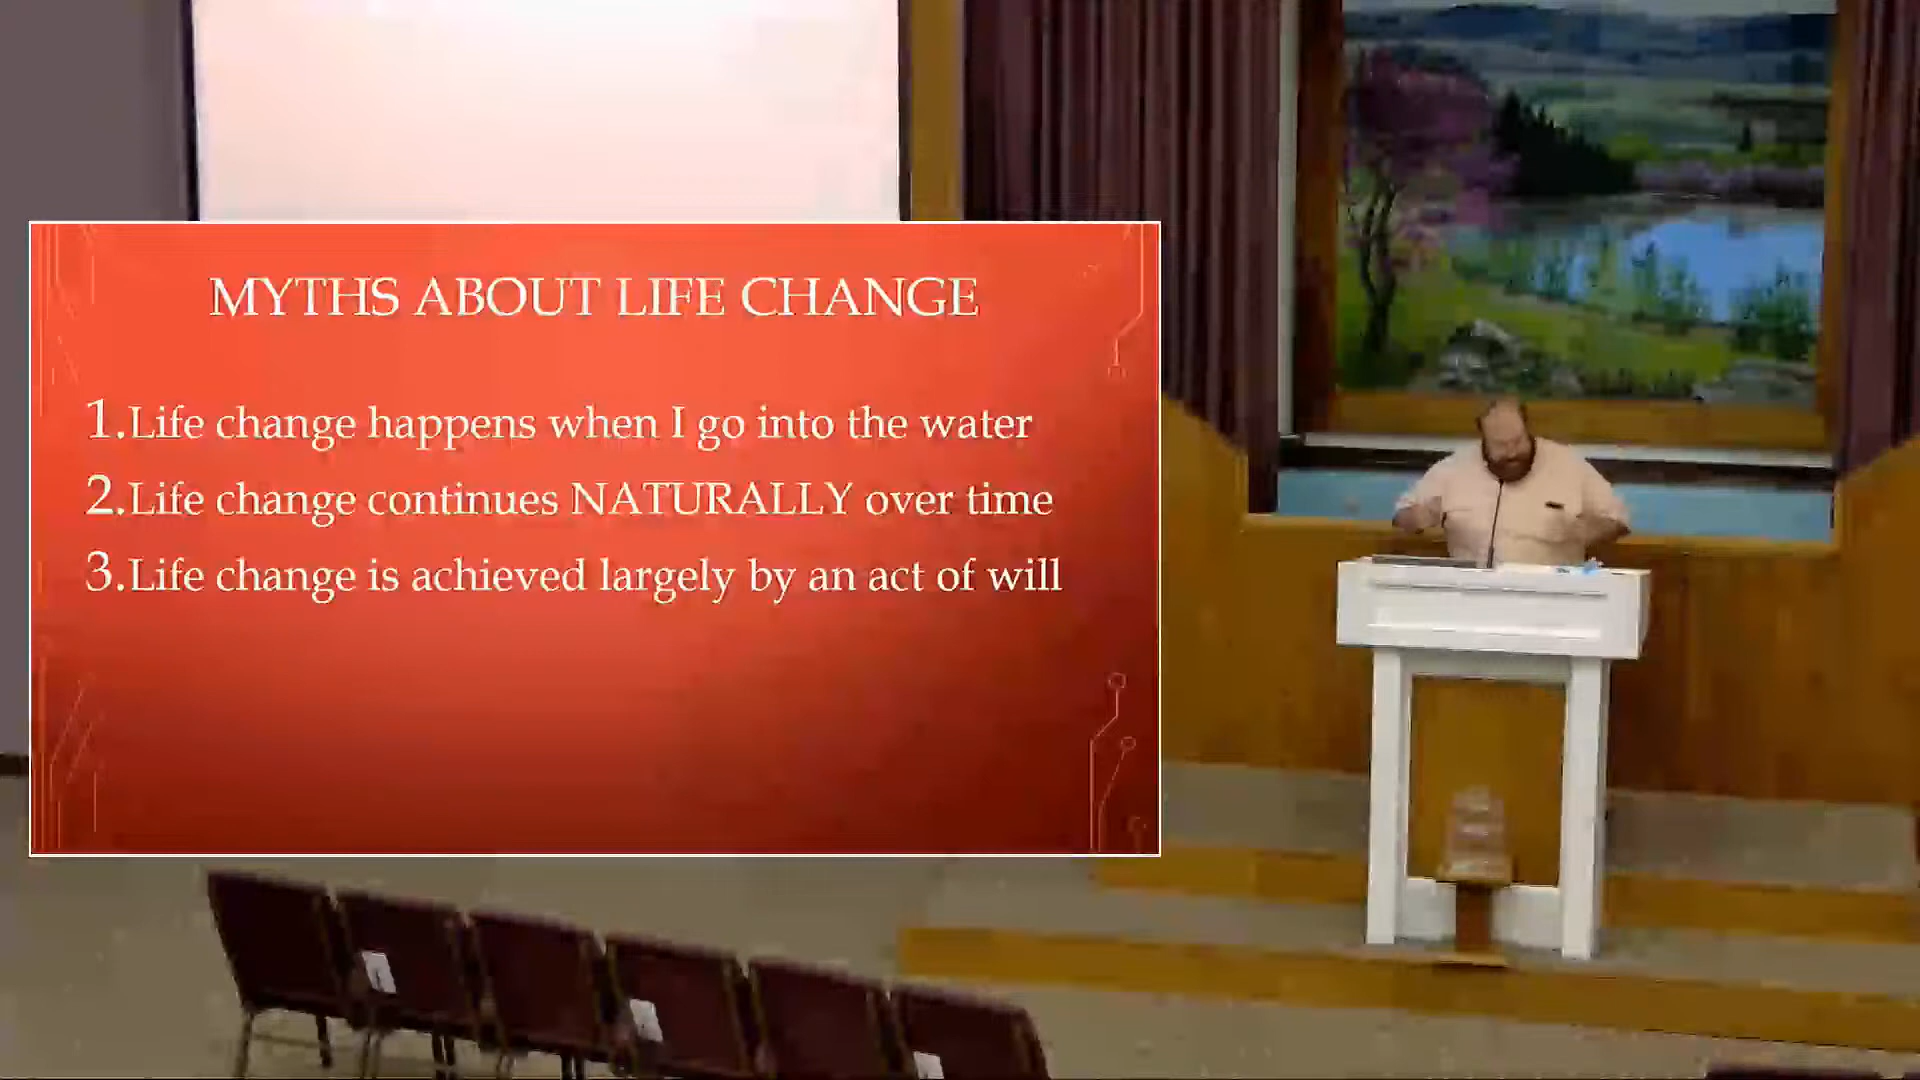 MYTHS ABOUT LIFE CHANGE
1.Life change happens when I go into the water
2.Life change continues NATURALLY over time
3.Life change is achieved largely by an act of will